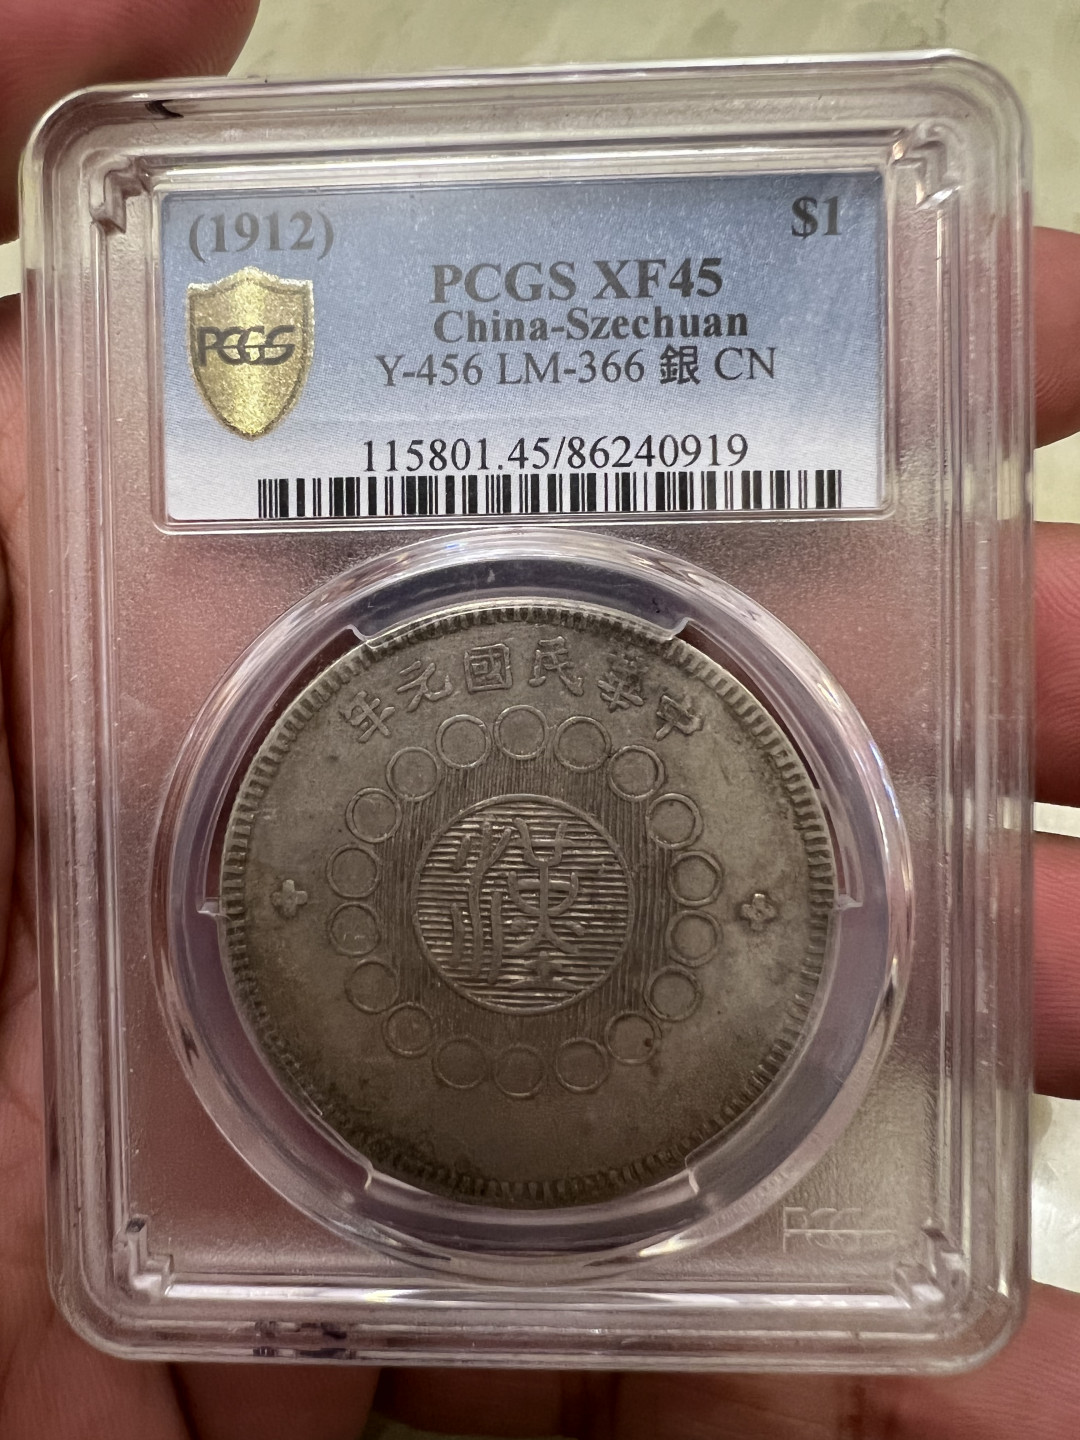 (1912)
$1
PCGS XF45
China-Szechuan
PCGS
Y-456 LM-366 銀 CN
115801.45/86240919
年元國民華中
漢
PCGS